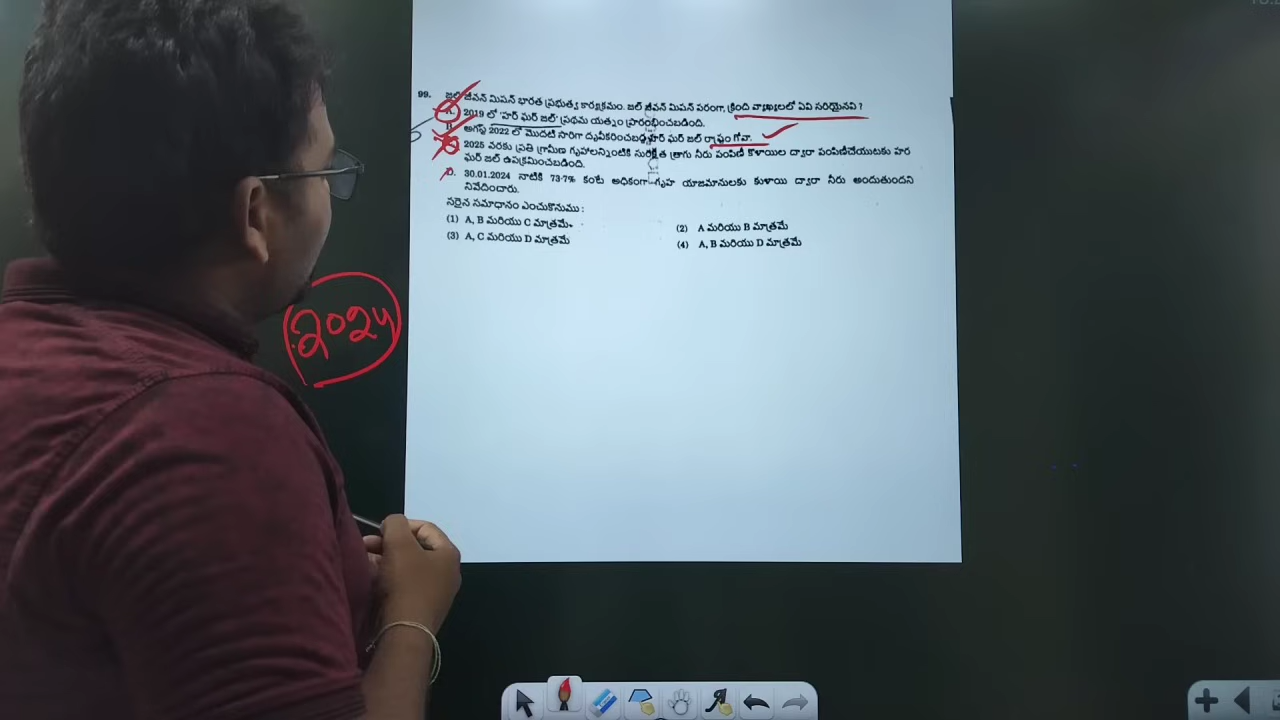 99. జల్ జీవన్ మిషన్ భారత ప్రభుత్వ కార్యక్రమం. జల్ జీవన్ మిషన్ పరంగా, క్రింది వ్యాఖ్యలలో ఏవి సరియైనవి ?
A. 2019 లో 'హర్ ఘర్ జల్' ప్రథమ యత్నం ప్రారంభించబడింది.
B. ఆగస్ట్ 2022 లో మొదటి సారిగా దృవీకరించబడ్డ హర్ ఘర్ జల్ రాష్ట్రం గోవా.
2025 వరకు ప్రతి గ్రామీణ గృహాలన్నింటికి సురక్షిత త్రాగు నీరు పంపిణీ కొళాయిల ద్వారా పంపిణీచేయుటకు హర
ఘర్ జల్ ఉపక్రమించబడింది.
D. 30.01.2024 నాటికి 73.7% కంటే అధికంగా గృహ యాజమానులకు కుళాయి ద్వారా నీరు అందుతుందని
నివేదించారు.
సరైన సమాధానం ఎంచుకొనుము :
(1) A, B మరియు C మాత్రమే
(2) A మరియు B మాత్రమే
(3) A, C మరియు D మాత్రమే
(4) A, B మరియు D మాత్రమే
2024